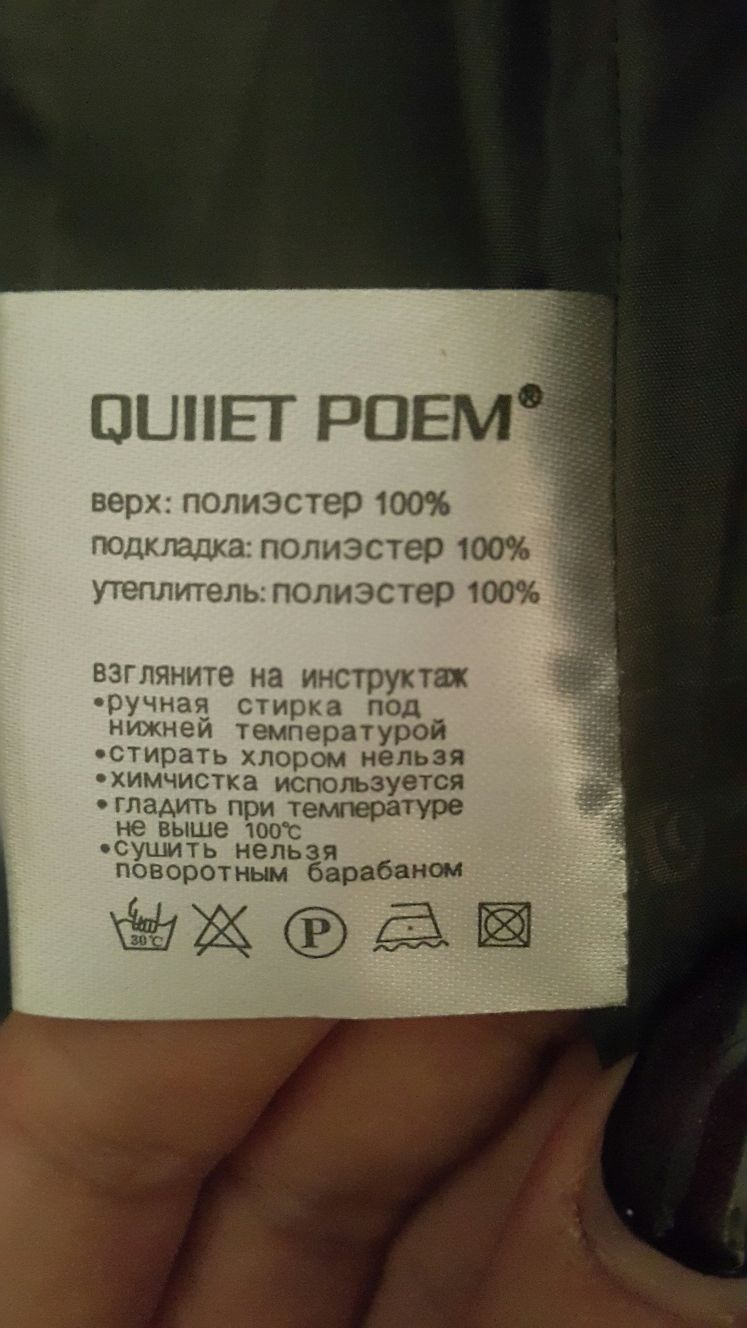 QUIIET POEM®
верх: полиэстер 100%
подкладка: полиэстер 100%
утеплитель: полиэстер 100%
взгляните на инструктаж
•ручная стирка под
нижней температурой
•стирать хлором нельзя
•химчистка используется
•гладить при температуре
не выше 100°C
•сушить нельзя
поворотным барабаном
30°C
P